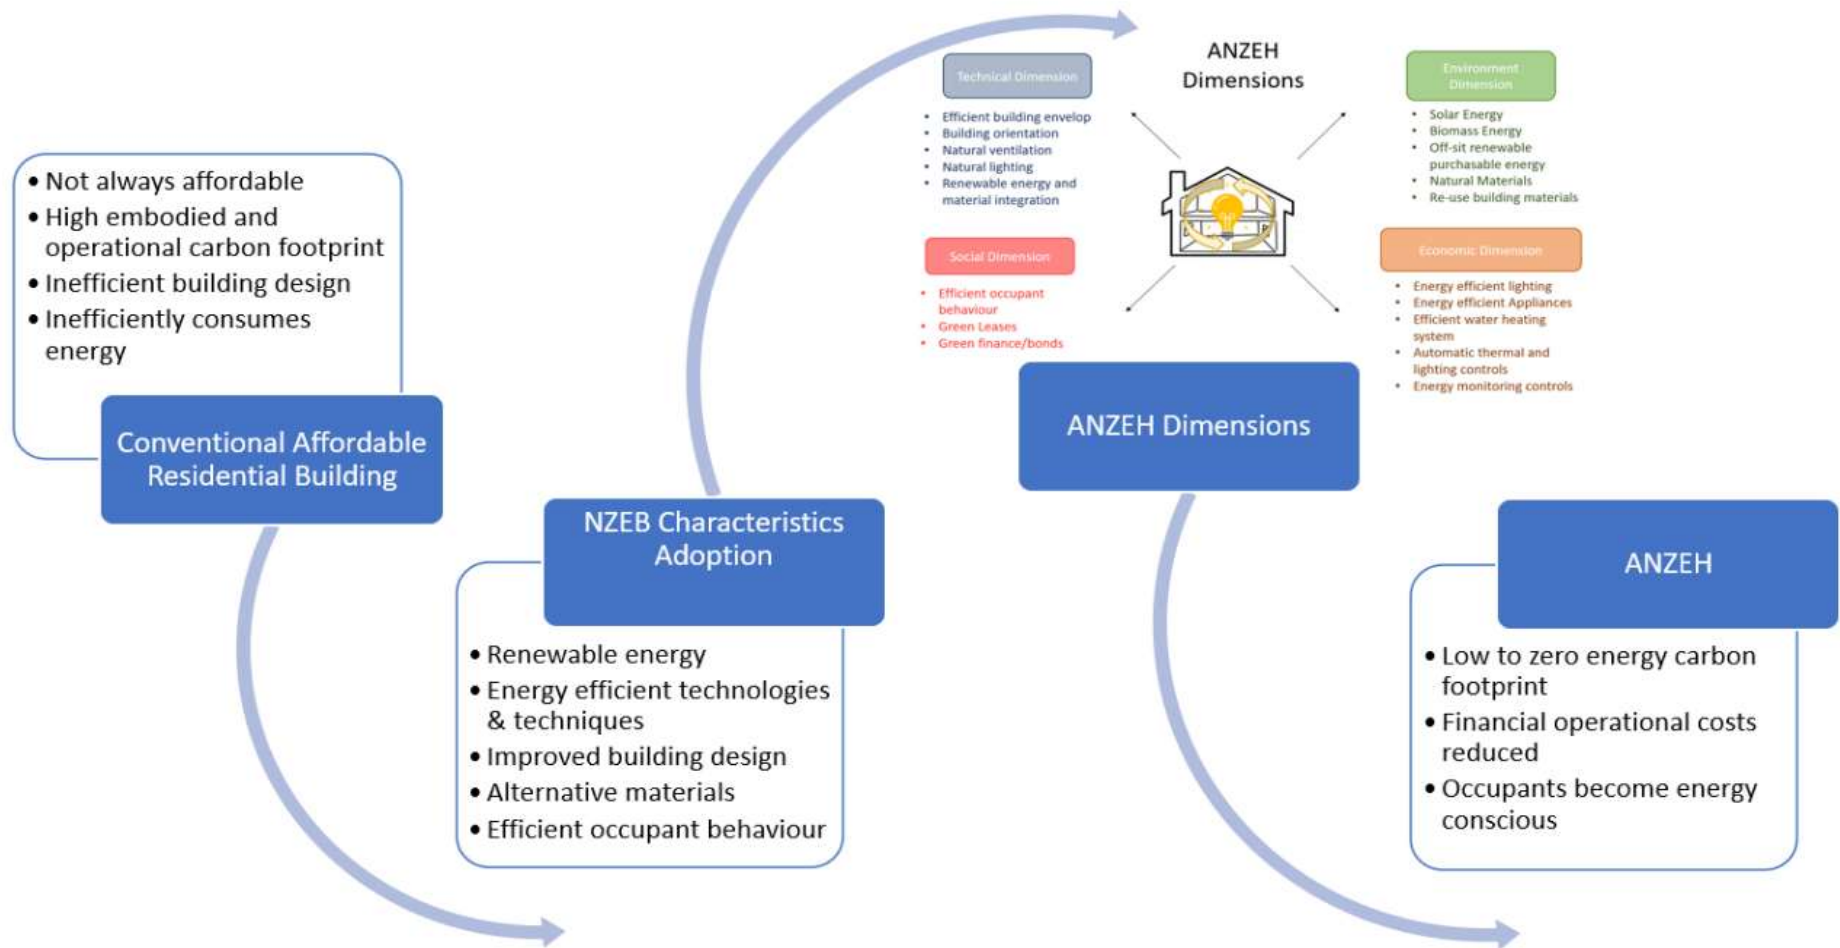 • Not always affordable
• High embodied and
operational carbon footprint
• Inefficient building design
• Inefficiently consumes
energy
Conventional Affordable
Residential Building
NZEB Characteristics
Adoption
• Renewable energy
• Energy efficient technologies
& techniques
• Improved building design
• Alternative materials
• Efficient occupant behaviour
ANZEH
Dimensions
Technical Dimension
• Efficient building envelop
• Building orientation
• Natural ventilation
• Natural lighting
• Renewable energy and
material integration
Environment
Dimension
• Solar Energy
• Biomass Energy
• Off-sit renewable
purchasable energy
• Natural Materials
• Re-use building materials
Social Dimension
• Efficient occupant
behaviour
• Green Leases
• Green finance/bonds
Economic Dimension
• Energy efficient lighting
• Energy efficient Appliances
• Efficient water heating
system
• Automatic thermal and
lighting controls
• Energy monitoring controls
ANZEH Dimensions
ANZEH
• Low to zero energy carbon
footprint
• Financial operational costs
reduced
• Occupants become energy
conscious